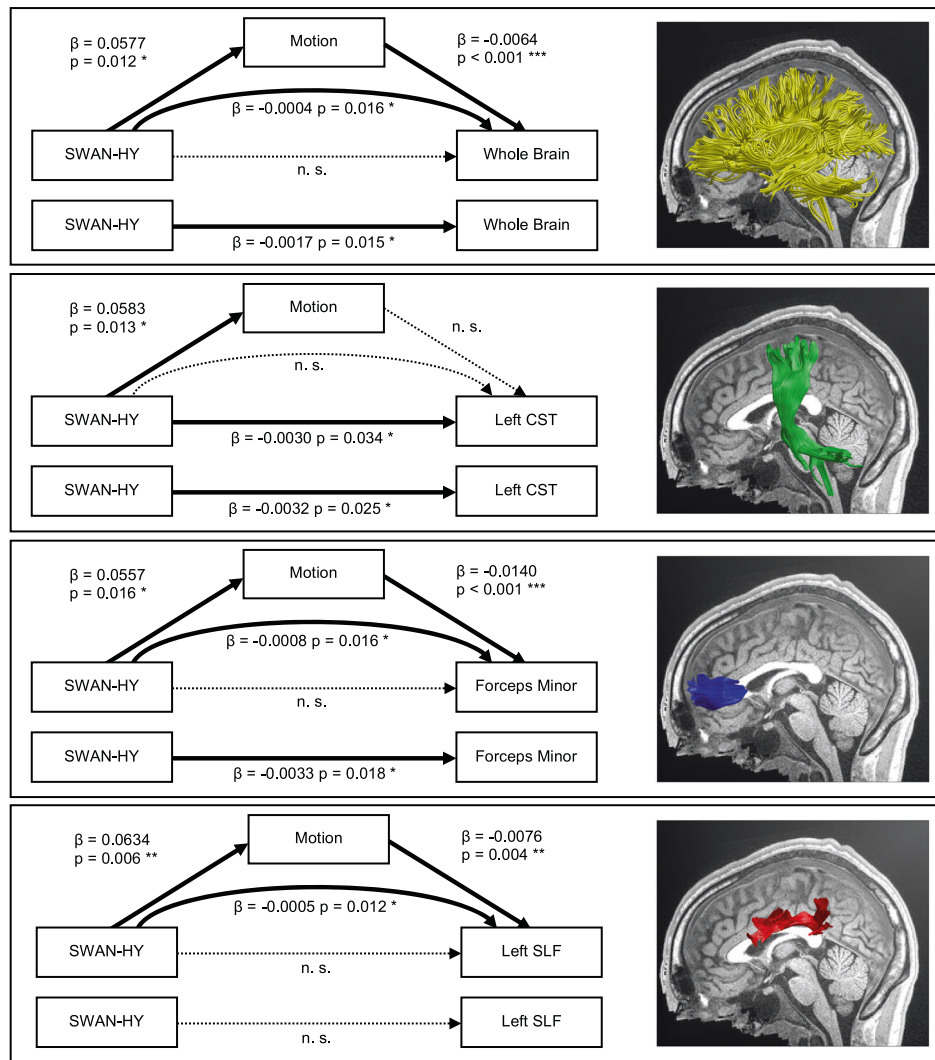 β = 0.0577
p = 0.012 *
Motion
β = -0.0064
p < 0.001 ***
β = -0.0004 p = 0.016 *
SWAN-HY
n. s.
Whole Brain
SWAN-HY
β = -0.0017 p = 0.015 *
Whole Brain
β = 0.0583
p = 0.013 *
Motion
n. s.
n. s.
SWAN-HY
β = -0.0030 p = 0.034 *
Left CST
SWAN-HY
β = -0.0032 p = 0.025 *
Left CST
β = 0.0557
p = 0.016 *
Motion
β = -0.0140
p < 0.001 ***
β = -0.0008 p = 0.016 *
SWAN-HY
n. s.
Forceps Minor
SWAN-HY
β = -0.0033 p = 0.018 *
Forceps Minor
β = 0.0634
p = 0.006 **
Motion
β = -0.0076
p = 0.004 **
β = -0.0005 p = 0.012 *
SWAN-HY
n. s.
Left SLF
SWAN-HY
n. s.
Left SLF